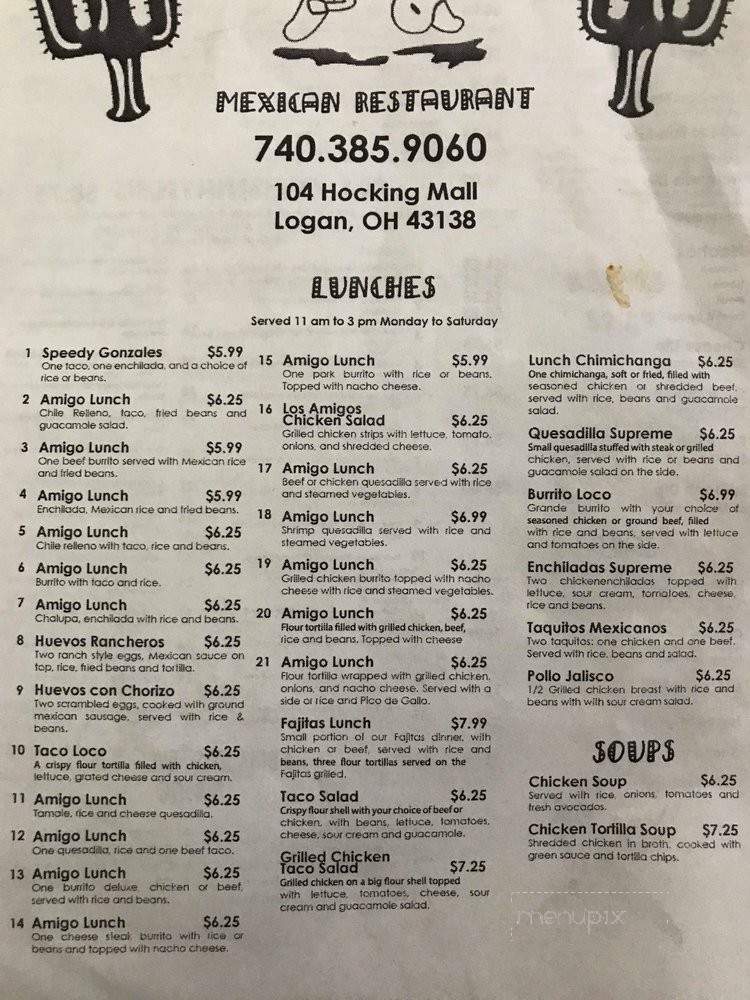 MEXICAN RESTAURANT
740.385.9060
104 Hocking Mall
Logan, OH 43138
LUNCHES
Served 11 am to 3 pm Monday to Saturday
1 Speedy Gonzales $5.99
One taco, one enchilada, and a choice of
rice or beans.
2 Amigo Lunch $6.25
Chile Relleno, taco, fried beans and
guacamole salad.
3 Amigo Lunch $5.99
One beef burrito served with Mexican rice
and fried beans.
4 Amigo Lunch $5.99
Enchilada, Mexican rice and fried beans.
5 Amigo Lunch $6.25
Chile relleno with taco, rice and beans.
6 Amigo Lunch $6.25
Burrito with taco and rice.
7 Amigo Lunch $6.25
Chalupa, enchilada with rice and beans.
8 Huevos Rancheros $6.25
Two ranch style eggs, Mexican sauce on
top, rice, fried beans and tortilla.
9 Huevos con Chorizo $6.25
Two scrambled eggs, cooked with ground
mexican sausage, served with rice &
beans.
10 Taco Loco $6.25
A crispy flour tortilla filled with chicken,
lettuce, grated cheese and sour cream.
11 Amigo Lunch $6.25
Tamale, rice and cheese quesadilla.
12 Amigo Lunch $6.25
One quesadilla, rice and one beef taco.
13 Amigo Lunch $6.25
One burrito deluxe, chicken or beef,
served with rice and beans.
14 Amigo Lunch $6.25
One cheese steak burrito with rice or
beans and topped with nacho cheese.
15 Amigo Lunch $5.99
One pork burrito with rice or beans.
Topped with nacho cheese.
16 Los Amigos
Chicken Salad $6.25
Grilled chicken strips with lettuce, tomato,
onions, and shredded cheese.
17 Amigo Lunch $6.25
Beef or chicken quesadilla served with rice
and steamed vegetables.
18 Amigo Lunch $6.99
Shrimp quesadilla served with rice and
steamed vegetables.
19 Amigo Lunch $6.25
Grilled chicken burrito topped with nacho
cheese with rice and steamed vegetables.
20 Amigo Lunch $6.25
Flour tortilla filled with grilled chicken, beef,
rice and beans, Topped with cheese
21 Amigo Lunch $6.25
Flour tortilla wrapped with grilled chicken,
onions, and nacho cheese. Served with a
side or rice and Pico de Gallo.
Fajitas Lunch $7.99
Small portion of our Fajitas dinner, with
chicken or beef, served with rice and
beans, three flour tortillas served on the
Fajitas grilled.
Taco Salad $6.25
Crispy flour shell with your choice of beef or
chicken, with beans, lettuce, tomatoes,
cheese, sour cream and guacamole.
Grilled Chicken
Taco Salad $7.25
Grilled chicken on a big flour shell topped
with lettuce, tomatoes, cheese, sour
cream and guacamole salad.
Lunch Chimichanga $6.25
One chimichanga, soft or fried, filled with
seasoned chicken or shredded beef,
served with rice, beans and guacamole
salad.
Quesadilla Supreme $6.25
Small quesadilla stuffed with steak or grilled
chicken, served with rice or beans and
guacamole salad on the side.
Burrito Loco $6.99
Grande burrito with your choice of
seasoned chicken or ground beef, filled
with rice and beans, served with lettuce
and tomatoes on the side.
Enchiladas Supreme $6.25
Two chickenenchiladas topped with
lettuce, sour cream, tomatoes, cheese,
rice and beans.
Taquitos Mexicanos $6.25
Two taquitos: one chicken and one beef.
Served with rice, beans and salad.
Pollo Jalisco $6.25
1/2 Grilled chicken breast with rice and
beans with with sour cream salad.
SOUPS
Chicken Soup $6.25
Served with rice, onions, tomatoes and
fresh avocados.
Chicken Tortilla Soup $7.25
Shredded chicken in broth, cooked with
green sauce and tortilla chips.
menupix